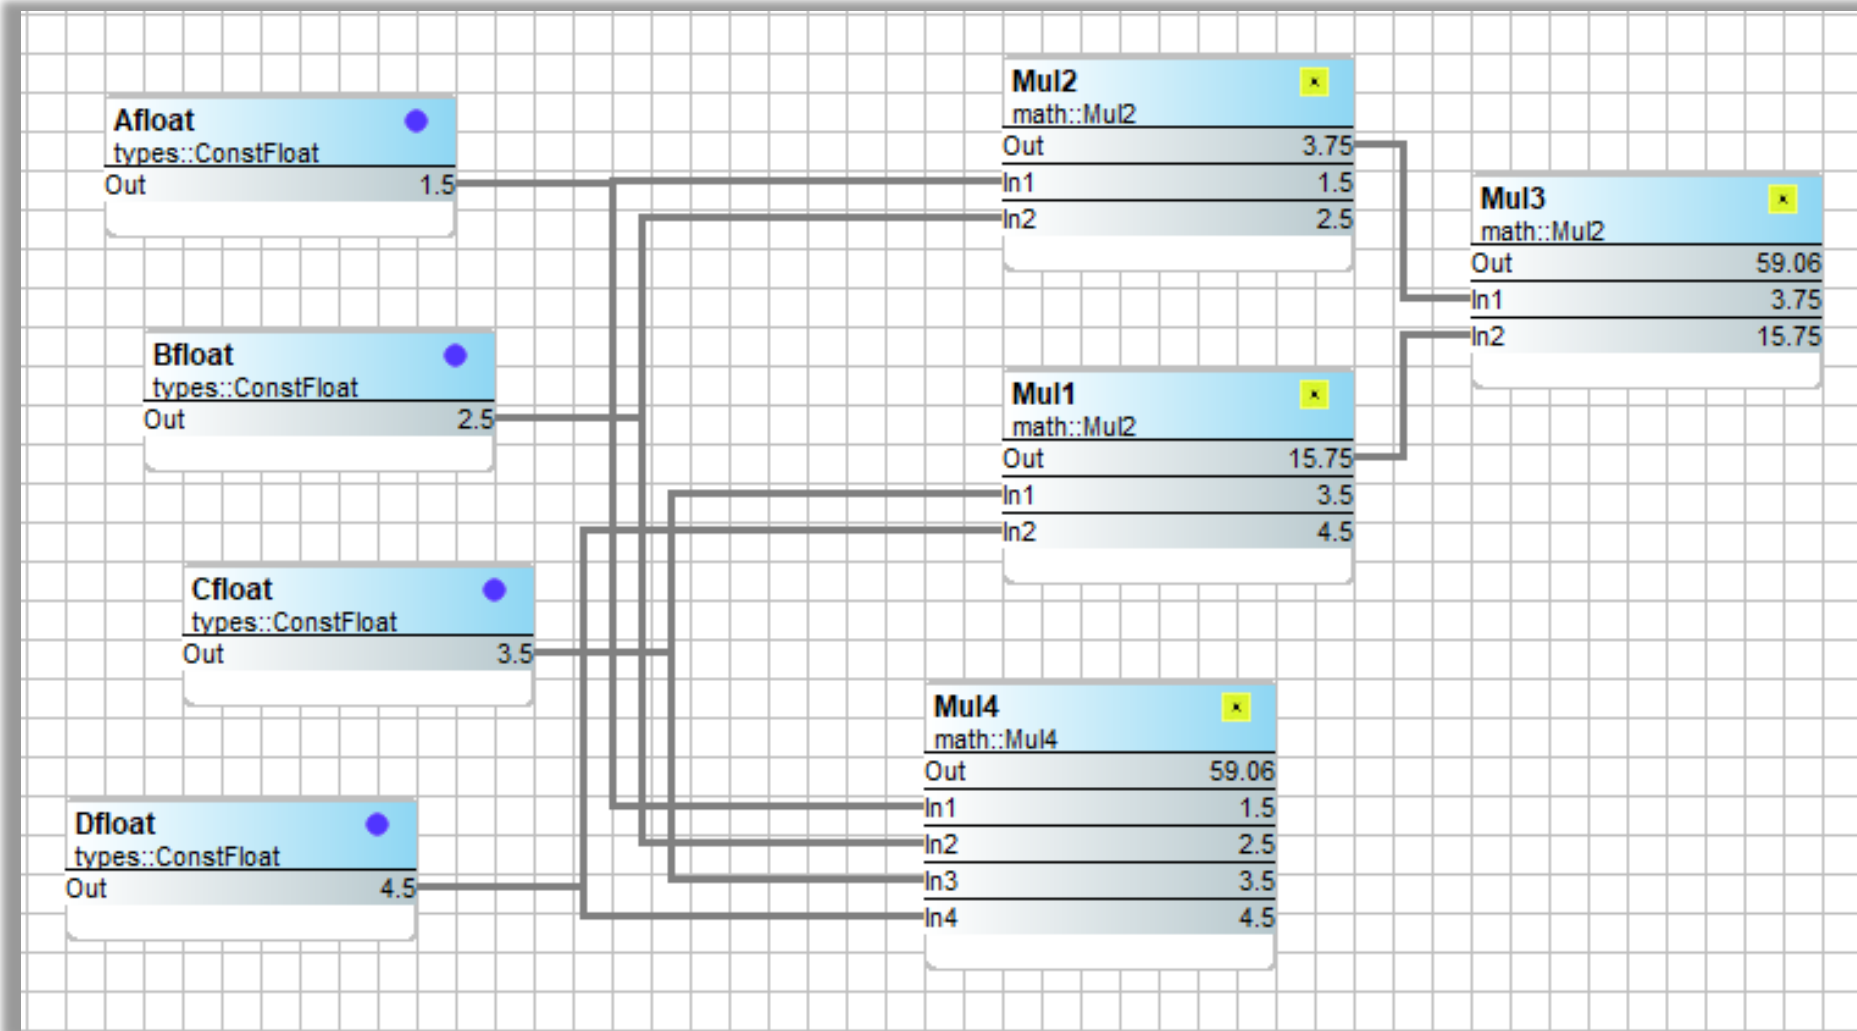 Afloat
types::ConstFloat
Out 1.5
Bfloat
types::ConstFloat
Out 2.5
Cfloat
types::ConstFloat
Out 3.5
Dfloat
types::ConstFloat
Out 4.5
Mul2
math::Mul2
Out 3.75
In1 1.5
In2 2.5
Mul1
math::Mul2
Out 15.75
In1 3.5
In2 4.5
Mul4
math::Mul4
Out 59.06
In1 1.5
In2 2.5
In3 3.5
In4 4.5
Mul3
math::Mul2
Out 59.06
In1 3.75
In2 15.75